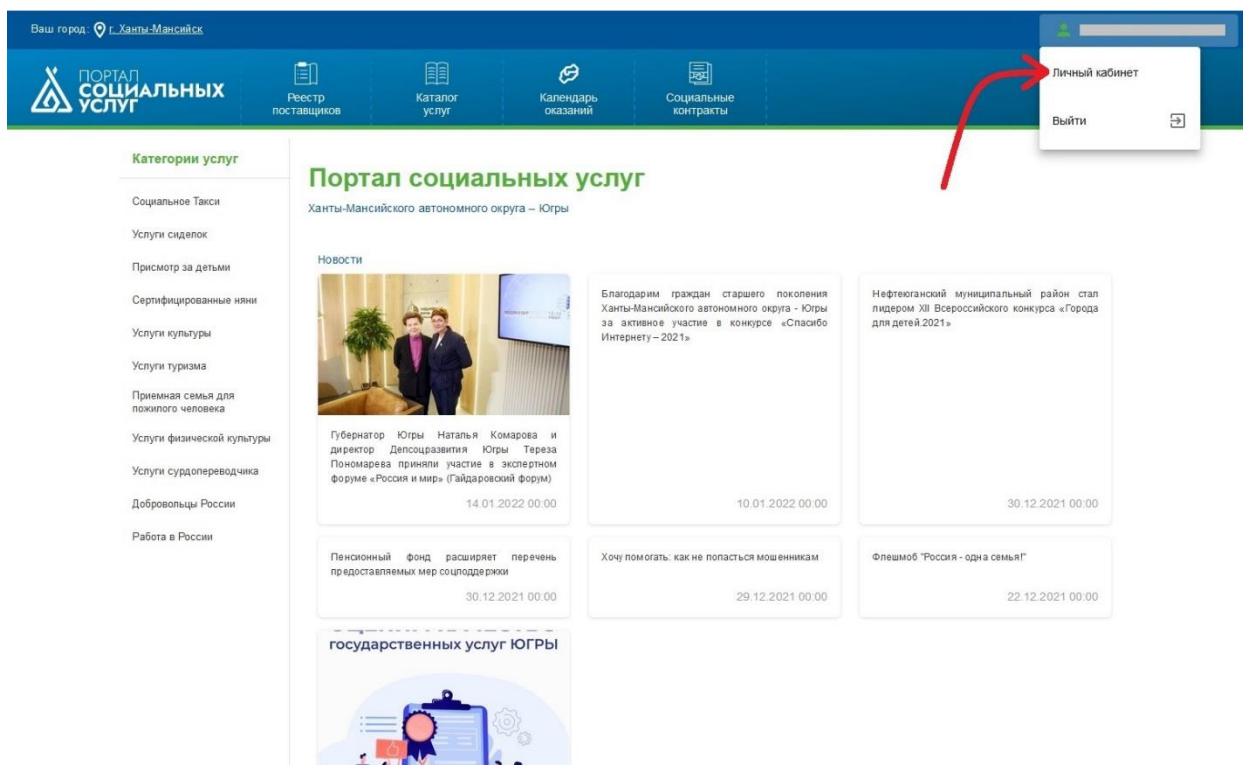 Ваш город: г. Ханты-Мансийск
Личный кабинет
Выйти
ПОРТАЛ
СОЦИАЛЬНЫХ
УСЛУГ
Реестр
поставщиков
Каталог
услуг
Календарь
оказаний
Социальные
контракты
Категории услуг
Социальное Такси
Услуги сиделок
Присмотр за детьми
Сертифицированные няни
Услуги культуры
Услуги туризма
Приемная семья для
пожилого человека
Услуги физической культуры
Услуги сурдопереводчика
Добровольцы России
Работа в России
Портал социальных услуг
Ханты-Мансийского автономного округа – Югры
Новости
Губернатор Югры Наталья Комарова и
директор Депсоцразвития Югры Тереза
Пономарева приняли участие в экспертном
форуме «Россия и мир» (Гайдаровский форум)
14.01.2022 00:00
Благодарим граждан старшего поколения
Ханты-Мансийского автономного округа - Югры
за активное участие в конкурсе «Спасибо
Интернету – 2021»
10.01.2022 00:00
Нефтеюганский муниципальный район стал
лидером XII Всероссийского конкурса «Города
для детей.2021»
30.12.2021 00:00
Пенсионный фонд расширяет перечень
предоставляемых мер соцподдержки
30.12.2021 00:00
Хочу помогать: как не попасться мошенникам
29.12.2021 00:00
Флешмоб "Россия - одна семья!"
22.12.2021 00:00
государственных услуг ЮГРЫ